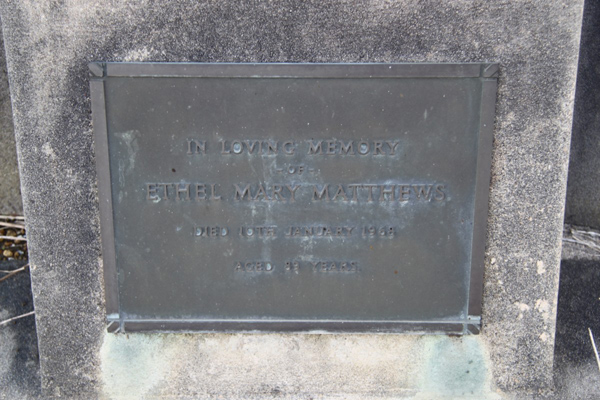 IN LOVING MEMORY
- OF -
ETHEL MARY MATTHEWS
DIED 10TH JANUARY
AGED YEARS